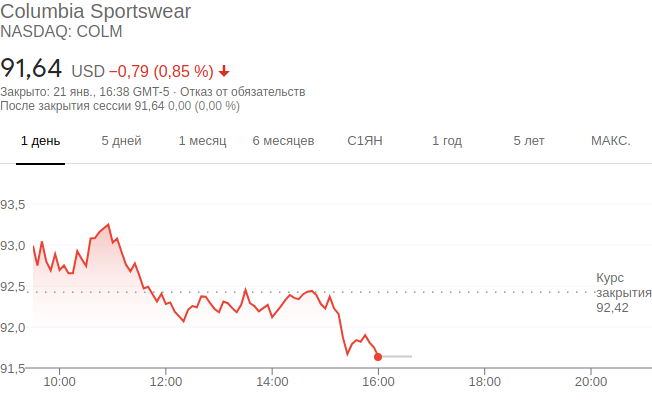 Columbia Sportswear
NASDAQ: COLM
91,64 USD −0,79 (0,85 %)
Закрыто: 21 янв., 16:38 GMT-5 · Отказ от обязательств
После закрытия сессии 91,64 0,00 (0,00 %)
1 день 5 дней 1 месяц 6 месяцев С1ЯН 1 год 5 лет МАКС.
93,5
93,0
92,5
92,0
91,5
Курс
закрытия
92,42
10:00 12:00 14:00 16:00 18:00 20:00